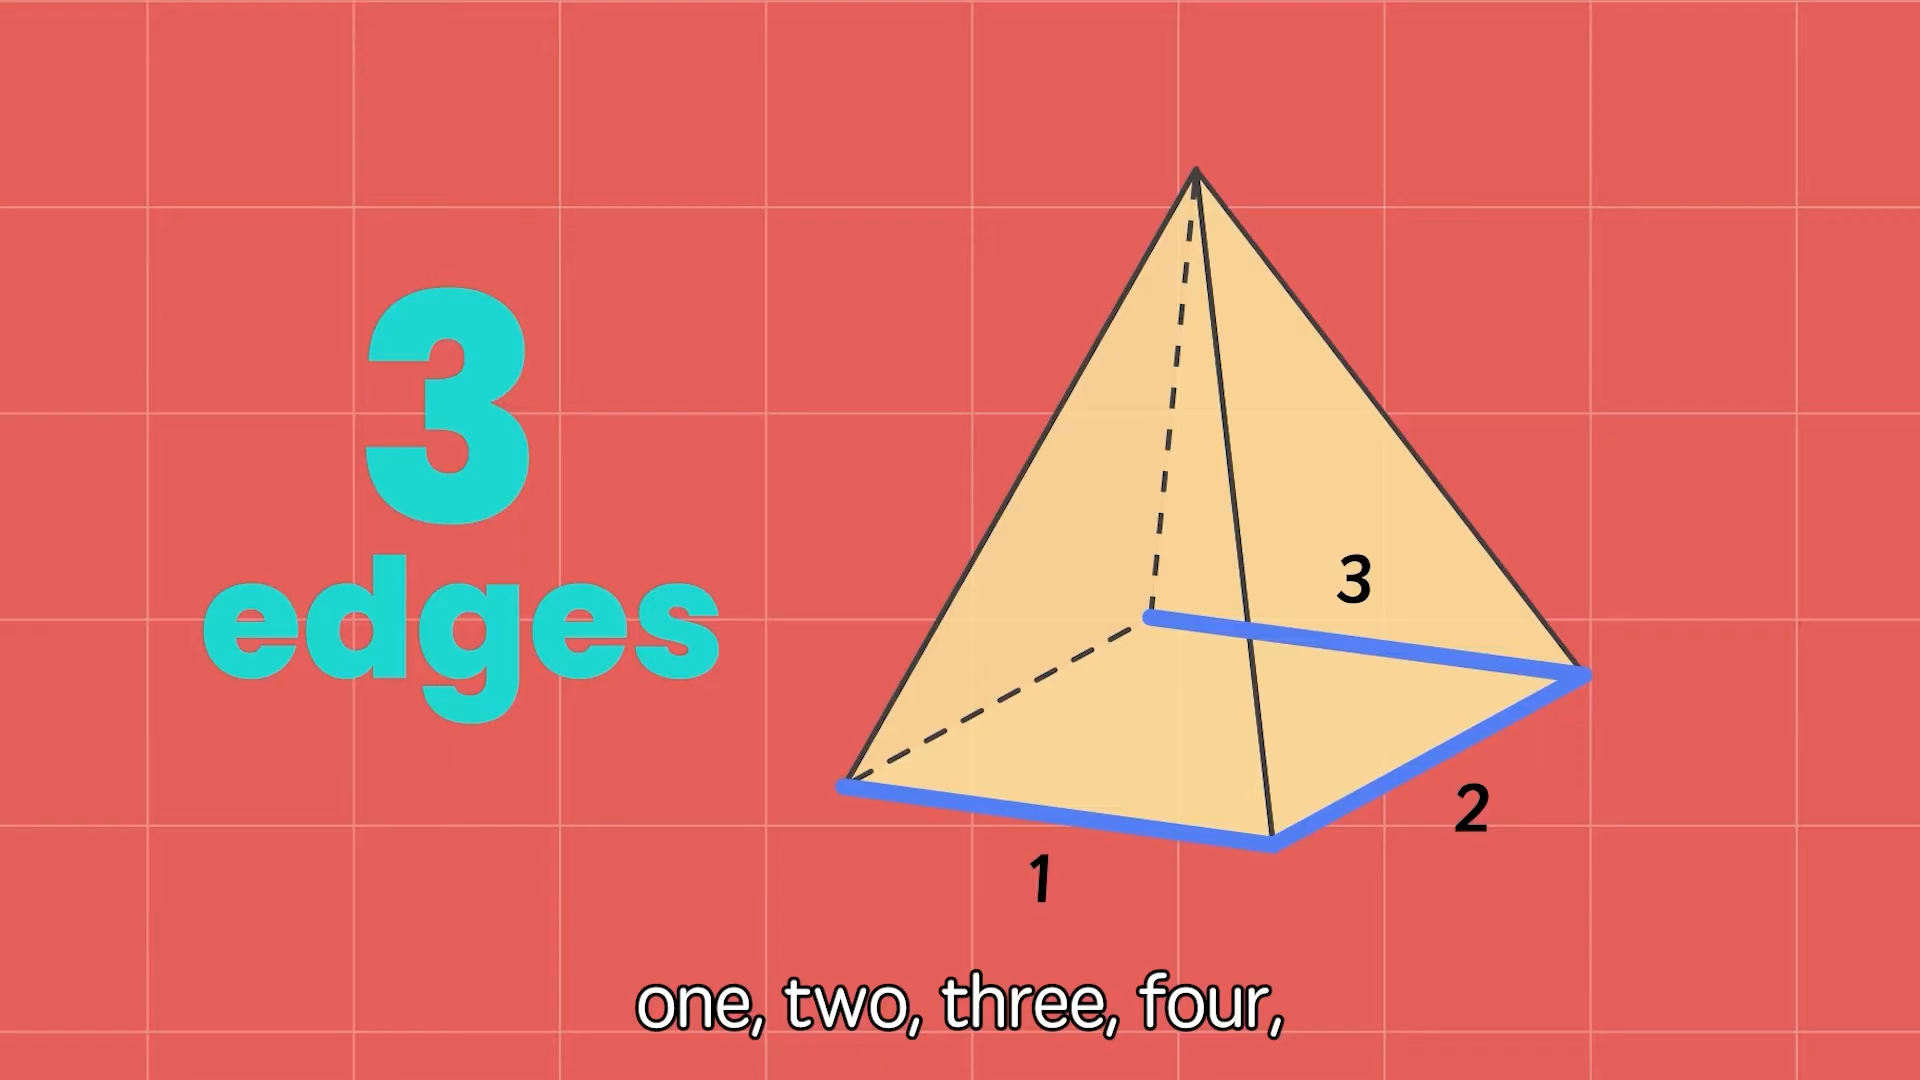 3
edges
3
2
1
one, two, three, four,